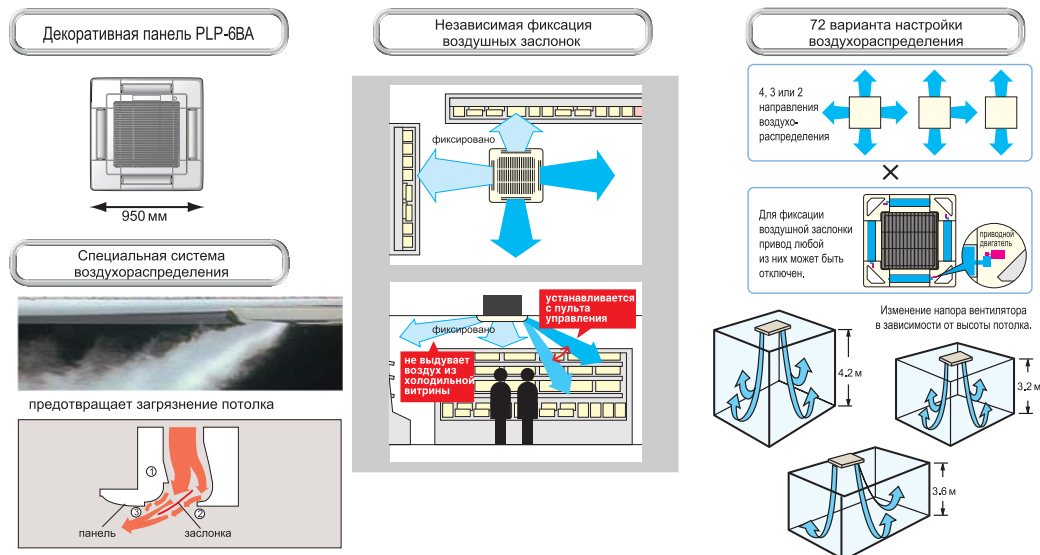 Декоративная панель PLP-6BA
950 мм
Специальная система
воздухораспределения
предотвращает загрязнение потолка
①
③
②
панель
заслонка
Независимая фиксация
воздушных заслонок
фиксировано
устанавливается
с пульта
управления
фиксировано
не выдувает
воздух из
холодильной
витрины
72 варианта настройки
воздухораспределения
4, 3 или 2
направления
воздухо-
распределения
×
Для фиксации
воздушной заслонки
привод любой
из них может быть
отключен.
приводной
двигатель
Изменение напора вентилятора
в зависимости от высоты потолка.
4.2 м
3.2 м
3.6 м